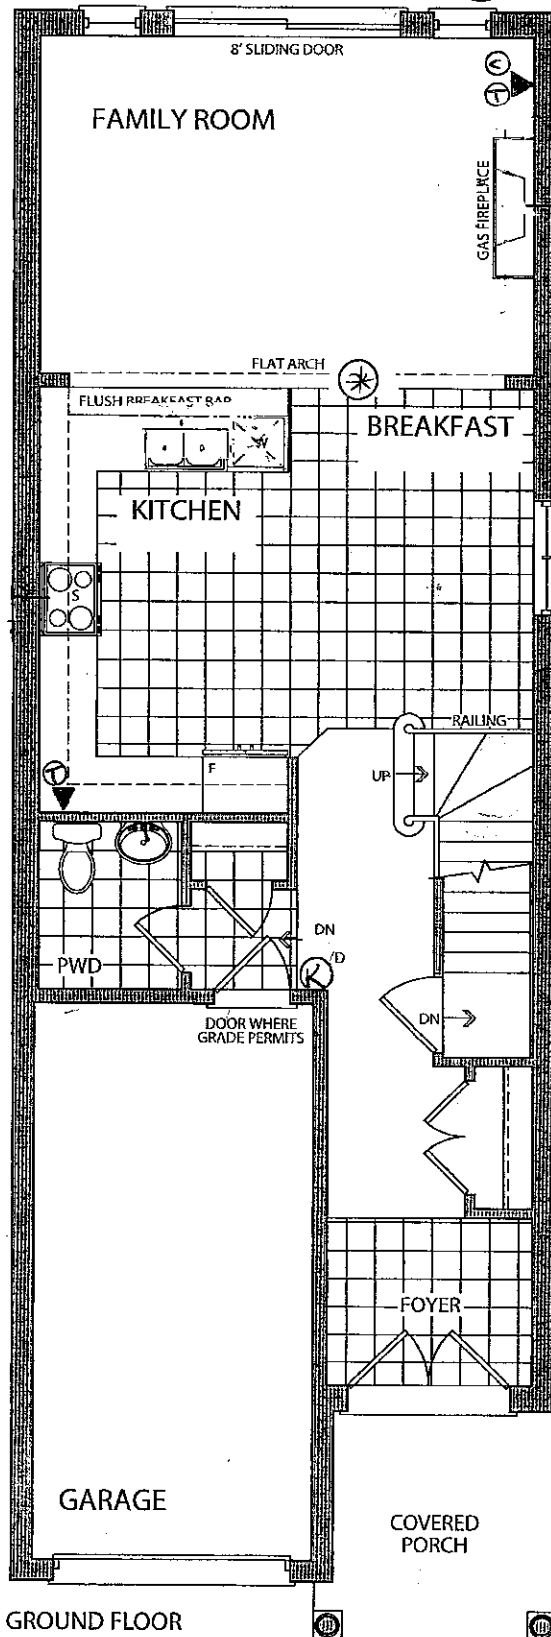 8' SLIDING DOOR
V
T
FAMILY ROOM
GAS FIREPLACE
FLAT ARCH
FLUSH BREAKFAST BAR
BREAKFAST
KITCHEN
S
RAILING
UP
F
T
DN
/D
K
PWD
DN
DOOR WHERE
GRADE PERMITS
FOYER
GARAGE
COVERED
PORCH
GROUND FLOOR